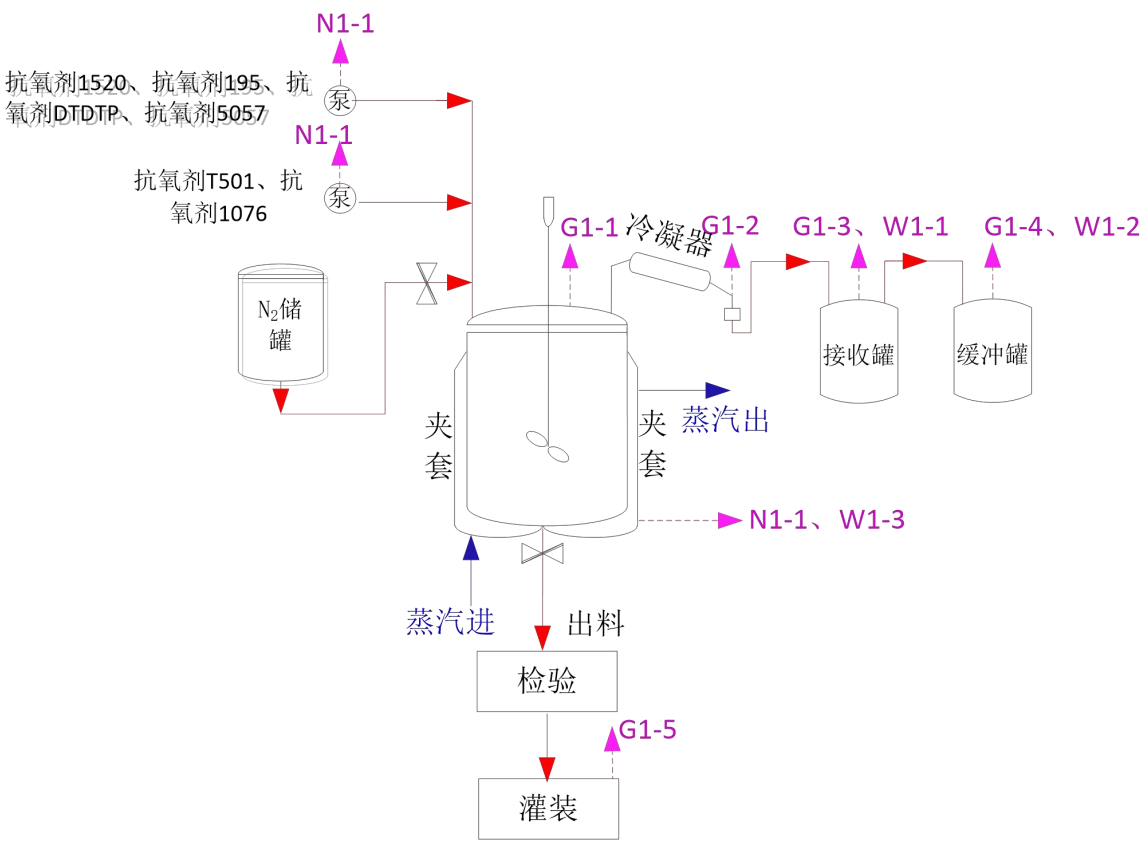 N1-1
抗氧剂1520、抗氧剂195、抗
氧剂DTDTP、抗氧剂5057
泵
N1-1
抗氧剂T501、抗
氧剂1076
泵
G1-1
冷凝器
G1-2
G1-3、W1-1
G1-4、W1-2
N2储
罐
接收罐
缓冲罐
夹
套
夹
套
蒸汽出
N1-1、W1-3
蒸汽进
出料
检验
G1-5
灌装